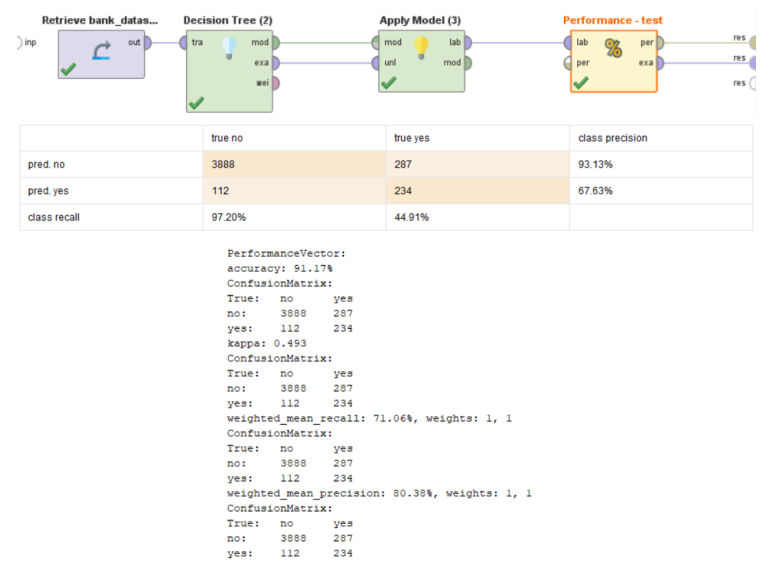 Retrieve bank_datas...
Decision Tree (2)
Apply Model (3)
Performance - test
inp
out
tra
mod
exa
wei
mod
lab
unl
mod
lab
%
per
per
exa
res
res
res
true no
true yes
class precision
pred. no
3888
287
93.13%
pred. yes
112
234
67.63%
class recall
97.20%
44.91%
PerformanceVector:
accuracy: 91.17%
ConfusionMatrix:
True: no yes
no: 3888 287
yes: 112 234
kappa: 0.493
ConfusionMatrix:
True: no yes
no: 3888 287
yes: 112 234
weighted_mean_recall: 71.06%, weights: 1, 1
ConfusionMatrix:
True: no yes
no: 3888 287
yes: 112 234
weighted_mean_precision: 80.38%, weights: 1, 1
ConfusionMatrix:
True: no yes
no: 3888 287
yes: 112 234